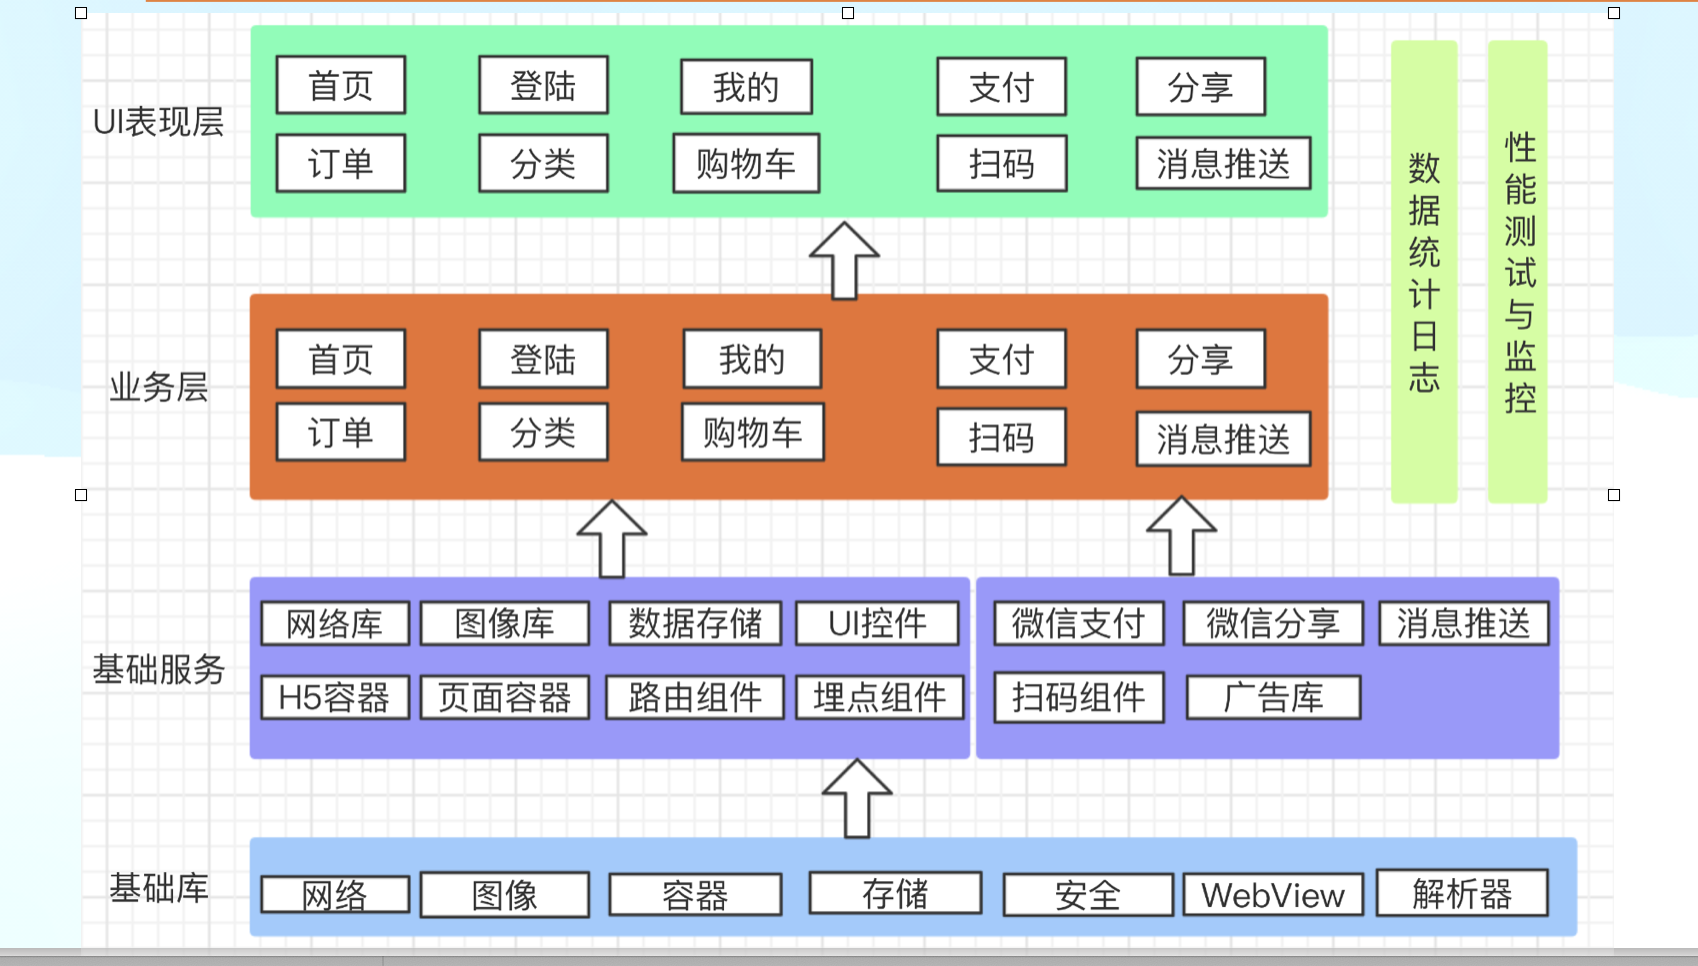 UI表现层
首页 登陆 我的 支付 分享
订单 分类 购物车 扫码 消息推送
业务层
首页 登陆 我的 支付 分享
订单 分类 购物车 扫码 消息推送
数据统计日志
性能测试与监控
基础服务
网络库 图像库 数据存储 UI控件
H5容器 页面容器 路由组件 埋点组件
微信支付 微信分享 消息推送
扫码组件 广告库
基础库
网络 图像 容器 存储 安全 WebView 解析器